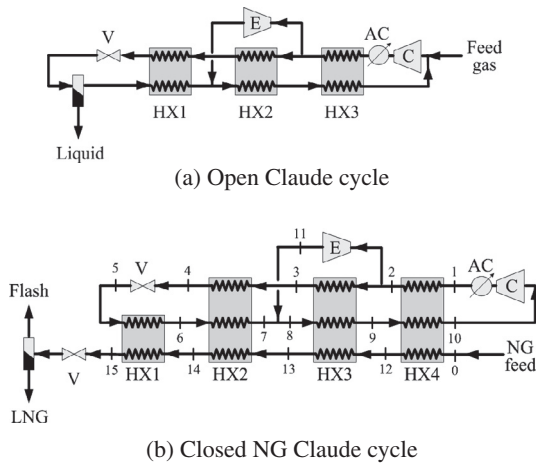 E
V
AC
C
Feed
gas
HX1
HX2
HX3
Liquid
(a) Open Claude cycle
11
E
5
V
4
3
2
1
AC
C
Flash
6
7
8
9
10
NG
feed
V
15
HX1
14
HX2
13
HX3
12
HX4
0
LNG
(b) Closed NG Claude cycle